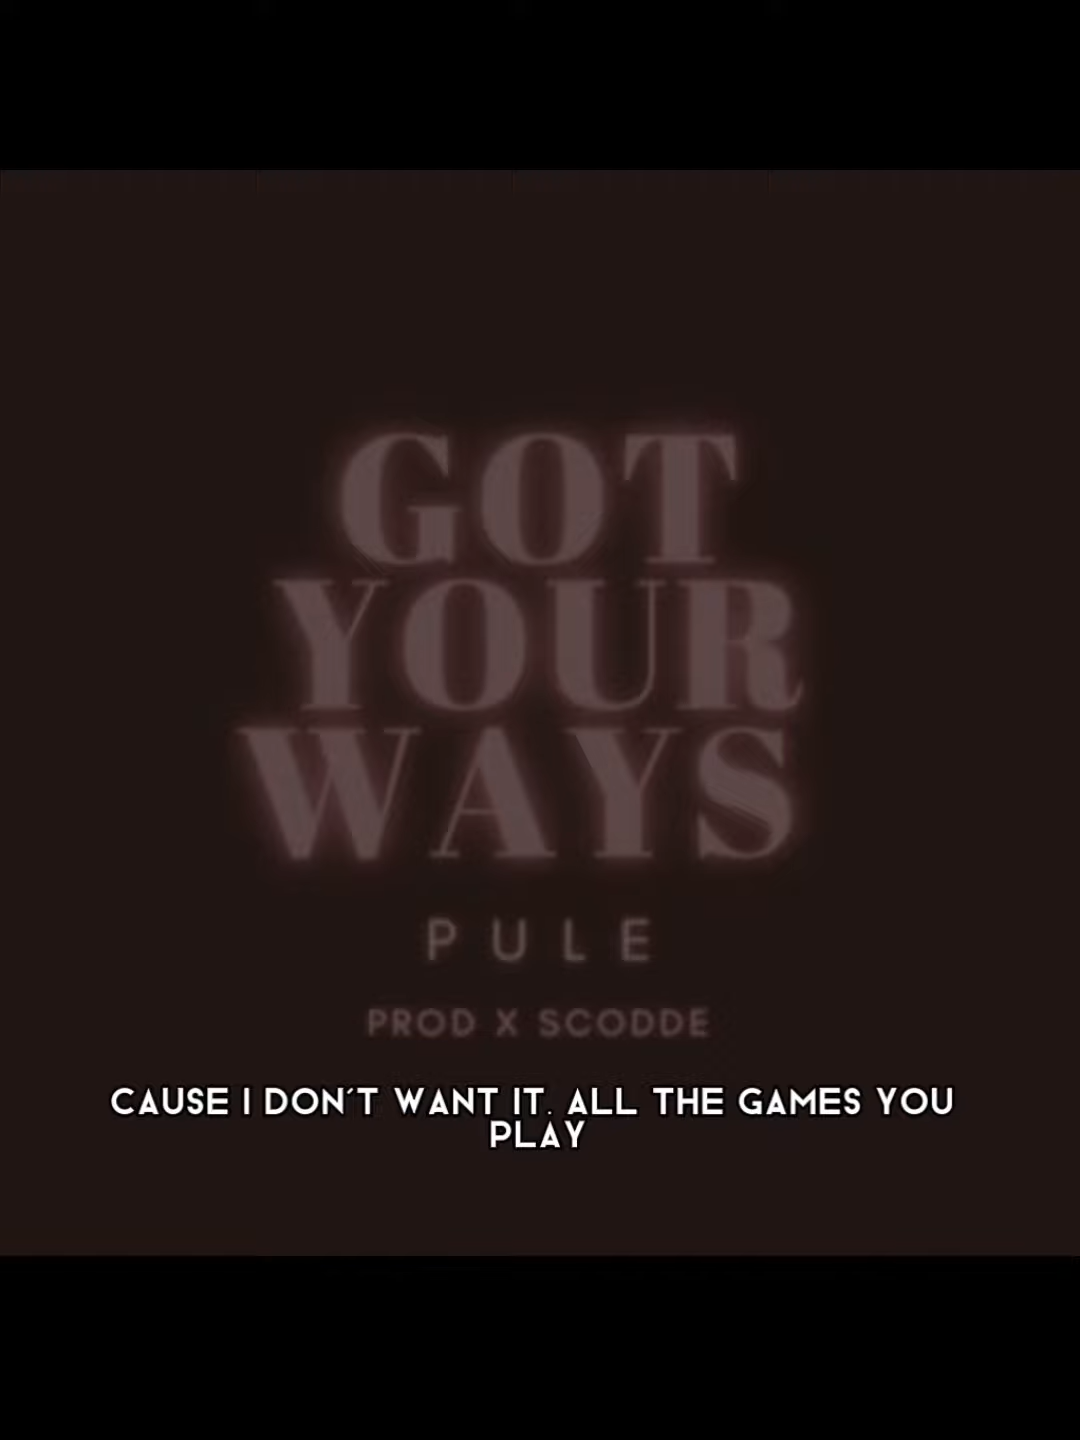 GOT
YOUR
WAYS
PULE
PROD X SCODDE
CAUSE I DON'T WANT IT. ALL THE GAMES YOU
PLAY